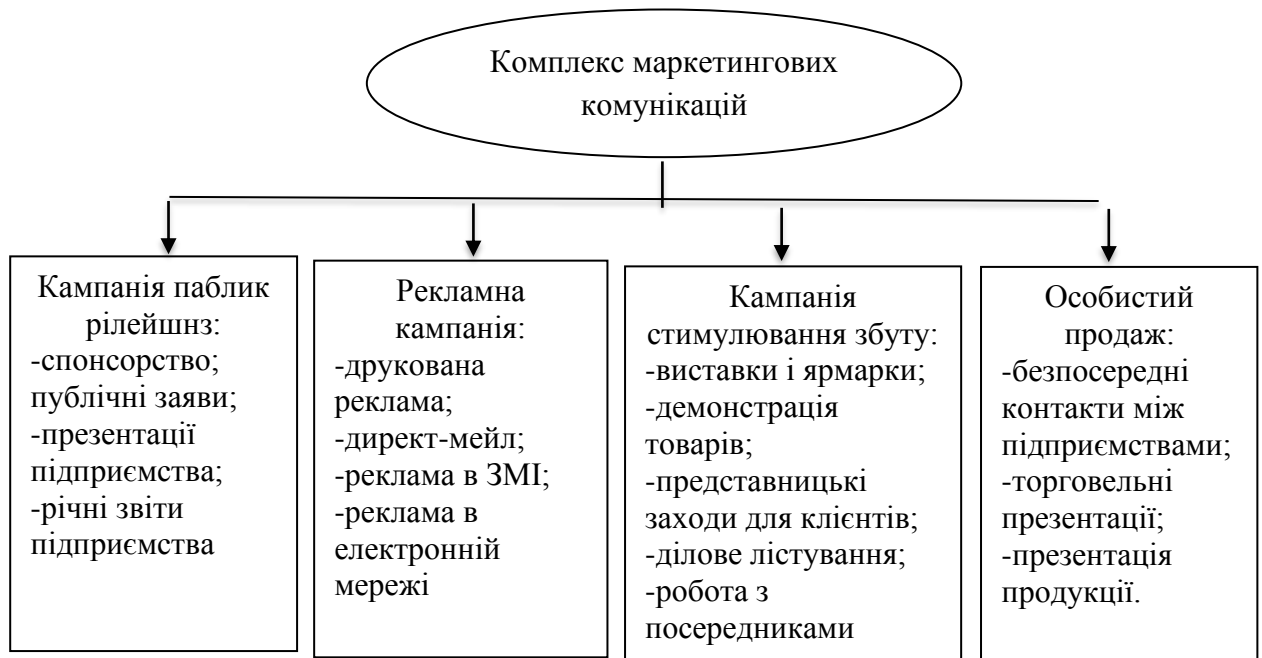 Комплекс маркетингових
комунікацій
Кампанія паблик
рілейшнз:
-спонсорство;
публічні заяви;
-презентації
підприємства;
-річні звіти
підприємства
Рекламна
кампанія:
-друкована
реклама;
-директ-мейл;
-реклама в ЗМІ;
-реклама в
електронній
мережі
Кампанія
стимулювання збуту:
-виставки і ярмарки;
-демонстрація
товарів;
-представницькі
заходи для клієнтів;
-ділове лістування;
-робота з
посередниками
Особистий
продаж:
-безпосередні
контакти між
підприємствами;
-торговельні
презентації;
-презентація
продукції.